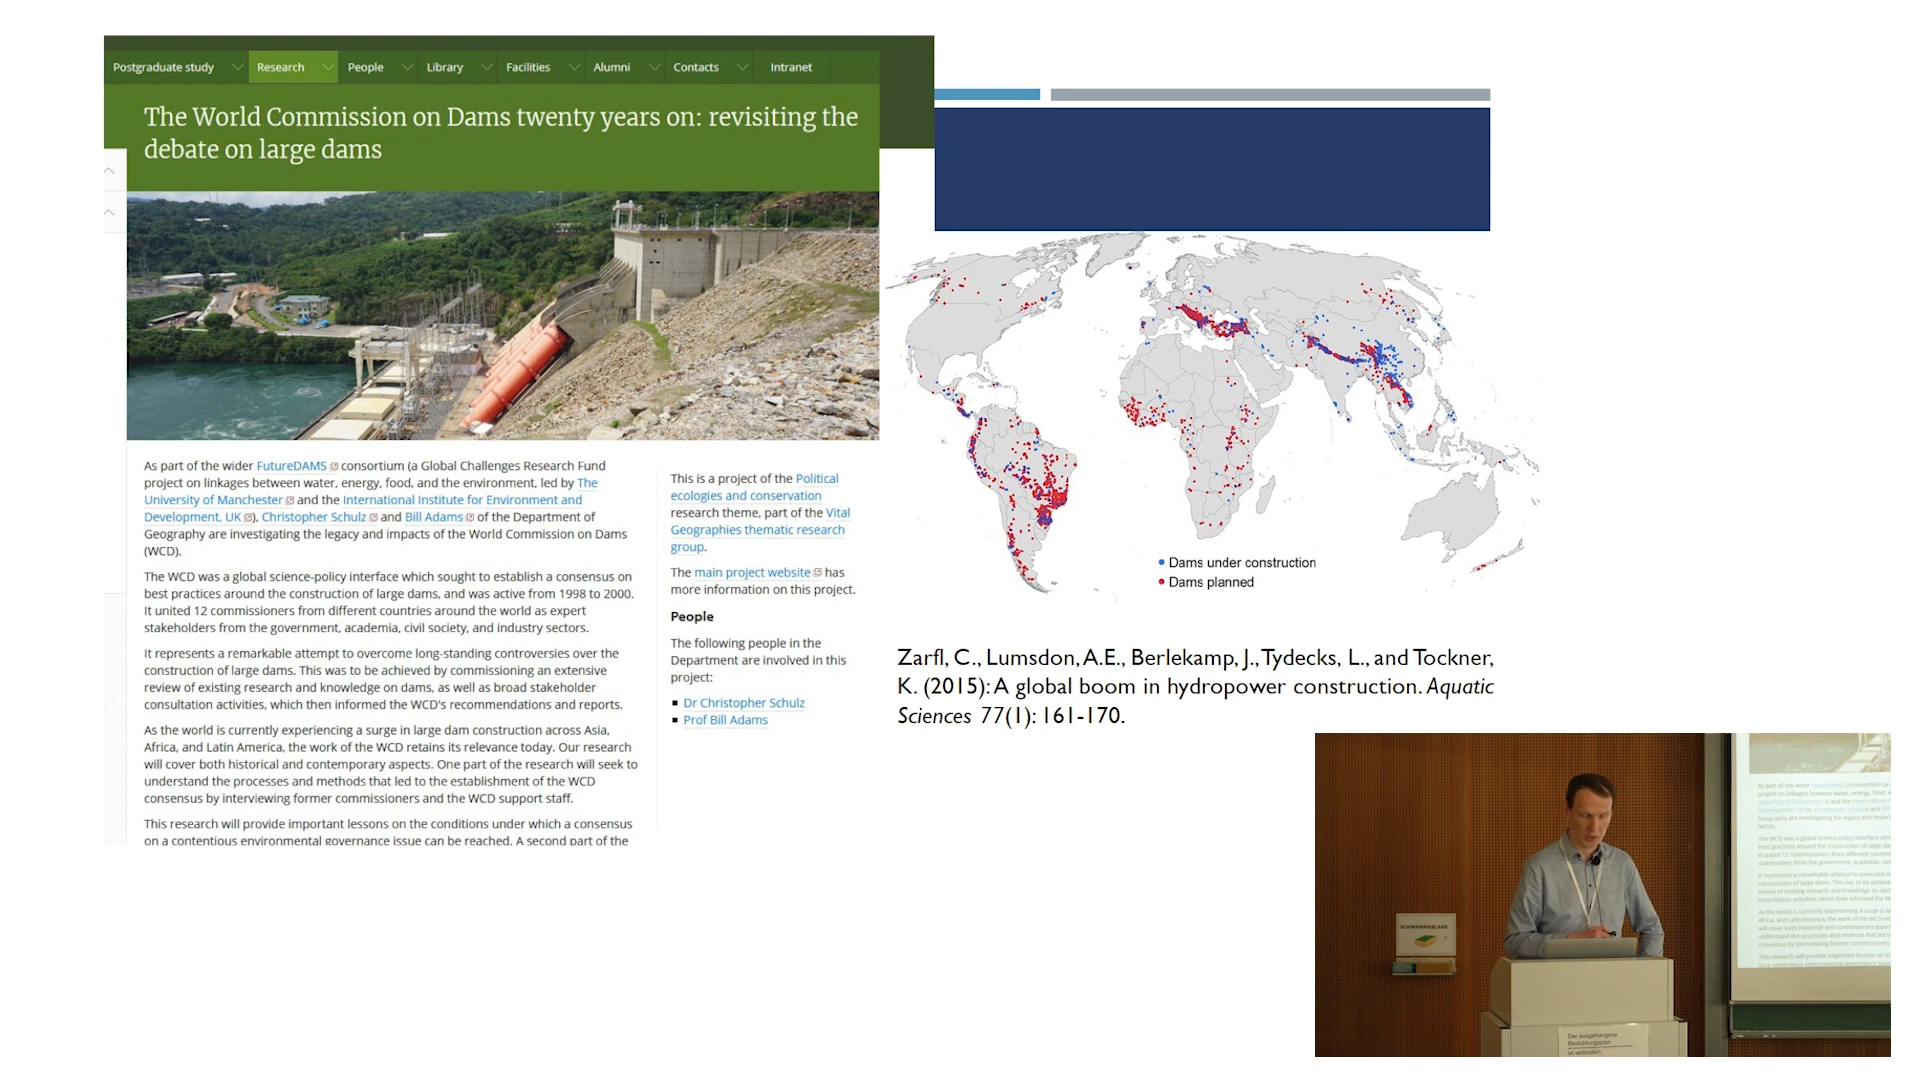 Postgraduate study Research People Library Facilities Alumni Contacts Intranet
The World Commission on Dams twenty years on: revisiting the
debate on large dams
As part of the wider FutureDAMS consortium (a Global Challenges Research Fund
project on linkages between water, energy, food, and the environment, led by The
University of Manchester and the International Institute for Environment and
Development, UK), Christopher Schulz and Bill Adams of the Department of
Geography are investigating the legacy and impacts of the World Commission on Dams
(WCD).
The WCD was a global science-policy interface which sought to establish a consensus on
best practices around the construction of large dams, and was active from 1998 to 2000.
It united 12 commissioners from different countries around the world as expert
stakeholders from the government, academia, civil society, and industry sectors.
It represents a remarkable attempt to overcome long-standing controversies over the
construction of large dams. This was to be achieved by commissioning an extensive
review of existing research and knowledge on dams, as well as broad stakeholder
consultation activities, which then informed the WCD's recommendations and reports.
As the world is currently experiencing a surge in large dam construction across Asia,
Africa, and Latin America, the work of the WCD retains its relevance today. Our research
will cover both historical and contemporary aspects. One part of the research will seek to
understand the processes and methods that led to the establishment of the WCD
consensus by interviewing former commissioners and the WCD support staff.
This research will provide important lessons on the conditions under which a consensus
on a contentious environmental governance issue can be reached. A second part of the
This is a project of the Political
ecologies and conservation
research theme, part of the Vital
Geographies thematic research
group.
The main project website has
more information on this project.
People
The following people in the
Department are involved in this
project:
Dr Christopher Schulz
Prof Bill Adams
Dams under construction
Dams planned
Zarfl, C., Lumsdon, A.E., Berlekamp, J., Tydecks, L., and Tockner,
K. (2015): A global boom in hydropower construction. Aquatic
Sciences 77(1): 161-170.
SCHWAMMABLAGE
Der ausgehangene
Bestuhlungsplan
ist verbindlich.